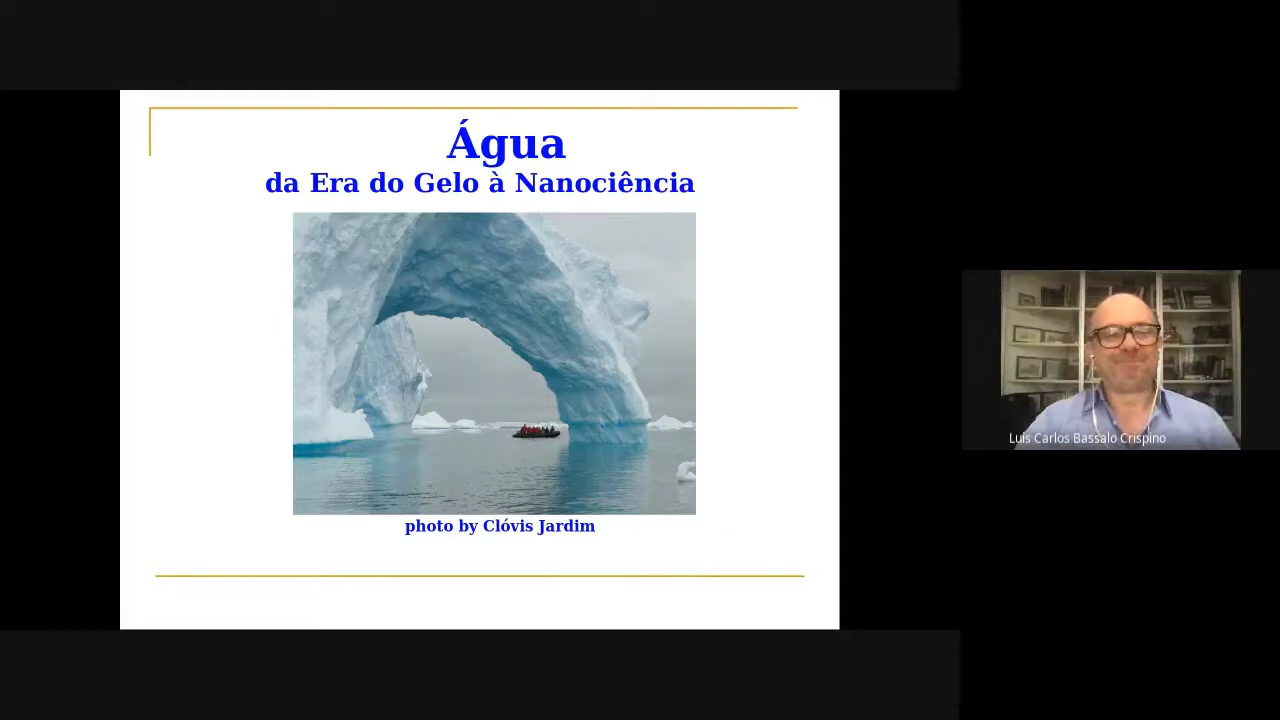 Água
da Era do Gelo à Nanociência
photo by Clóvis Jardim
Luis Carlos Bassalo Crispino